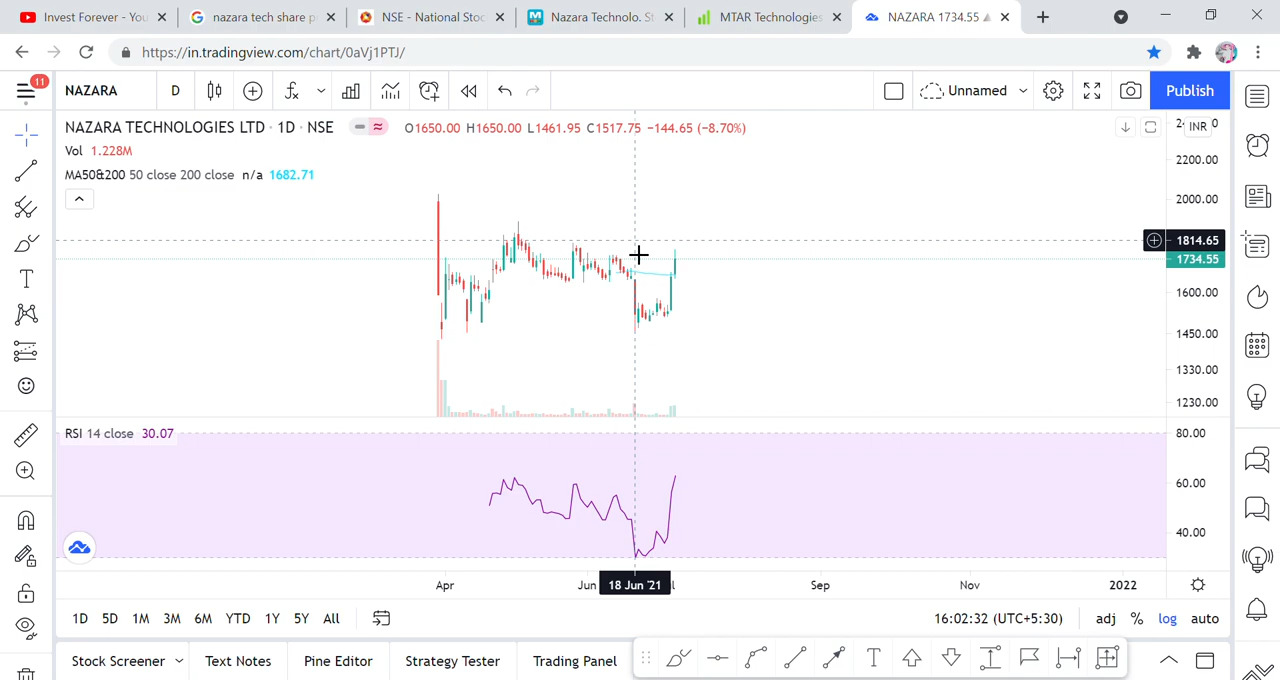 Invest Forever - You
nazara tech share p
NSE - National Stoc
Nazara Technolo. S
MTAR Technologies
NAZARA 1734.55
https://in.tradingview.com/chart/0aVj1PTJ/
11
NAZARA
D
Unnamed
Publish
NAZARA TECHNOLOGIES LTD · 1D · NSE
O1650.00 H1650.00 L1461.95 C1517.75 −144.65 (−8.70%)
INR
Vol 1.228M
MA50&200 50 close 200 close n/a 1682.71
2200.00
2000.00
1814.65
1734.55
1600.00
1450.00
1330.00
1230.00
RSI 14 close 30.07
80.00
60.00
40.00
Apr
Jun
18 Jun '21
Sep
Nov
2022
1D 5D 1M 3M 6M YTD 1Y 5Y All
16:02:32 (UTC+5:30)
adj % log auto
Stock Screener
Text Notes
Pine Editor
Strategy Tester
Trading Panel